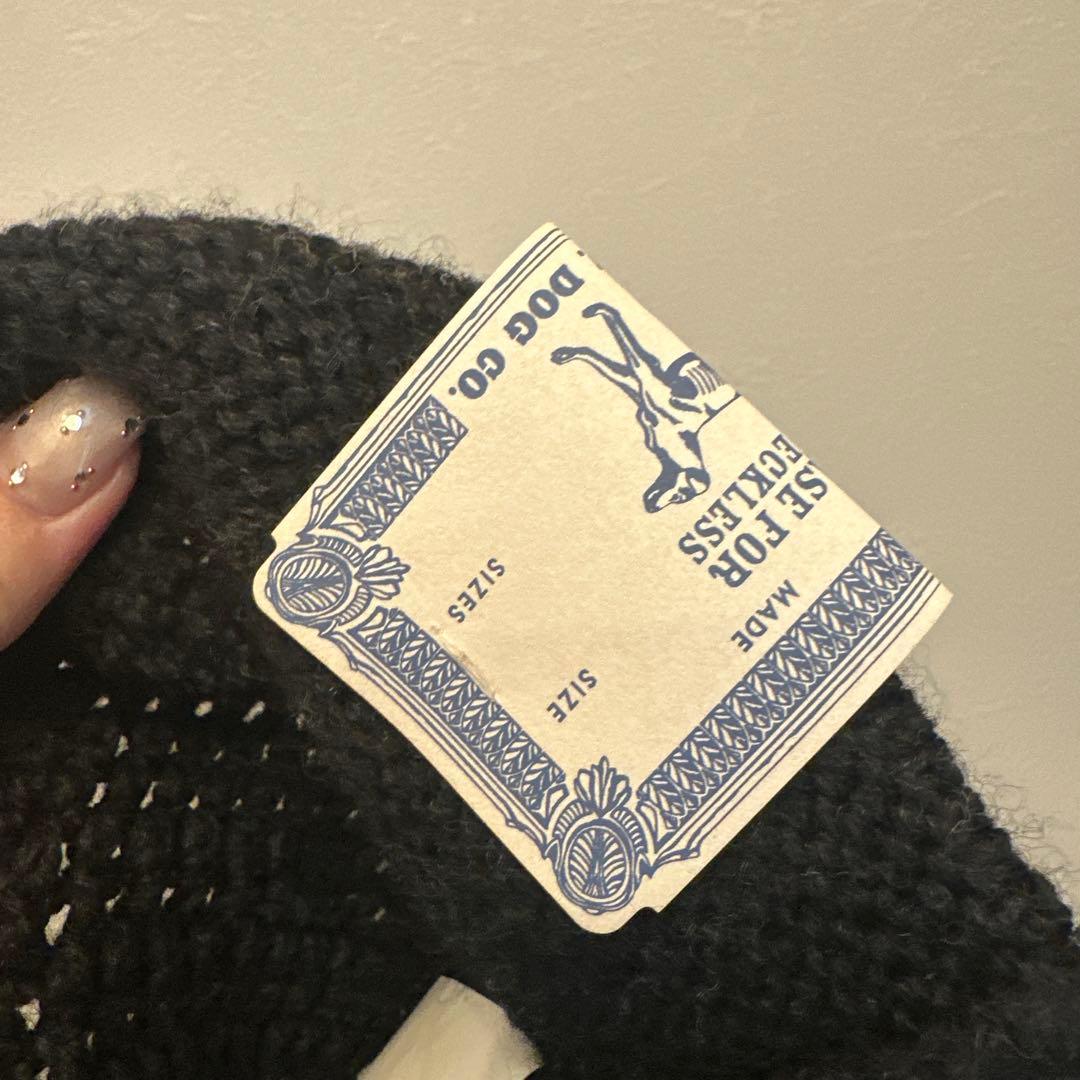 DOG CO.
SE FOR
ECKLESS
MADE
SIZES
SIZE